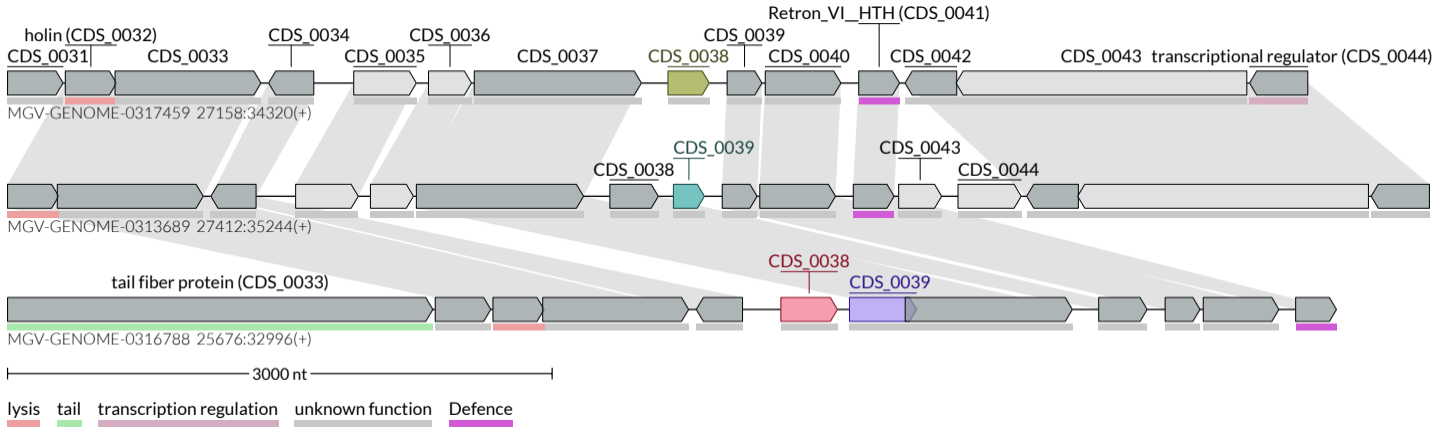 Retron_VI__HTH (CDS_0041)
holin (CDS_0032) CDS_0034 CDS_0036 CDS_0039
CDS_0031 CDS_0033 CDS_0035 CDS_0037 CDS_0038 CDS_0040 CDS_0042 CDS_0043 transcriptional regulator (CDS_0044)
MGV-GENOME-0317459 27158:34320(+)
CDS_0039 CDS_0043
CDS_0038 CDS_0044
MGV-GENOME-0313689 27412:35244(+)
CDS_0038
tail fiber protein (CDS_0033) CDS_0039
MGV-GENOME-0316788 25676:32996(+)
3000 nt
lysis tail transcription regulation unknown function Defence